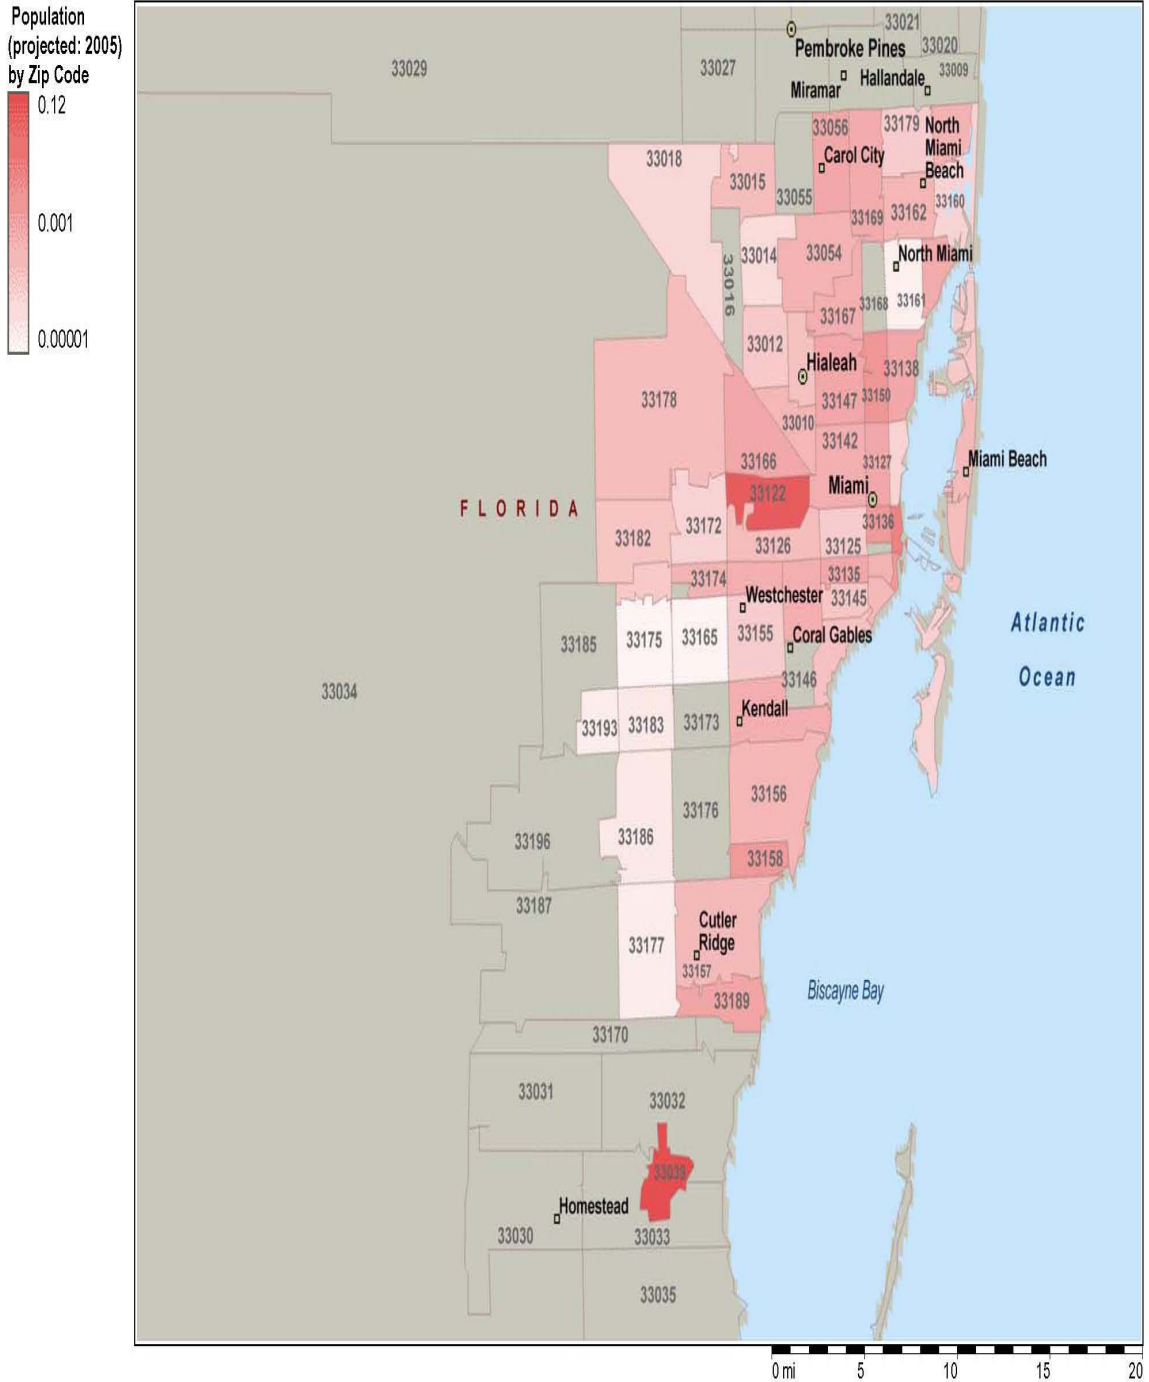 Population
(projected: 2005)
by Zip Code
0.12
0.001
0.00001
33021
Pembroke Pines
33020
33029
33027
Hallandale
33009
Miramar
33056
33179
North
Miami
Beach
Carol City
33018
33015
33055
33160
33162
33169
33054
33014
North Miami
33016
33168
33161
33167
33012
Hialeah
33138
33178
33147
33150
33010
33142
33166
33127
Miami Beach
33122
Miami
FLORIDA
33136
33172
33182
33126
33125
33174
33135
Westchester
33145
Atlantic
Ocean
33185
33175
33165
33155
Coral Gables
33146
33034
Kendall
33193
33183
33173
33156
33176
33196
33186
33158
33187
Cutler
Ridge
33177
33157
Biscayne Bay
33189
33170
33031
33032
33039
Homestead
33030
33033
33035
0 mi
5
10
15
20